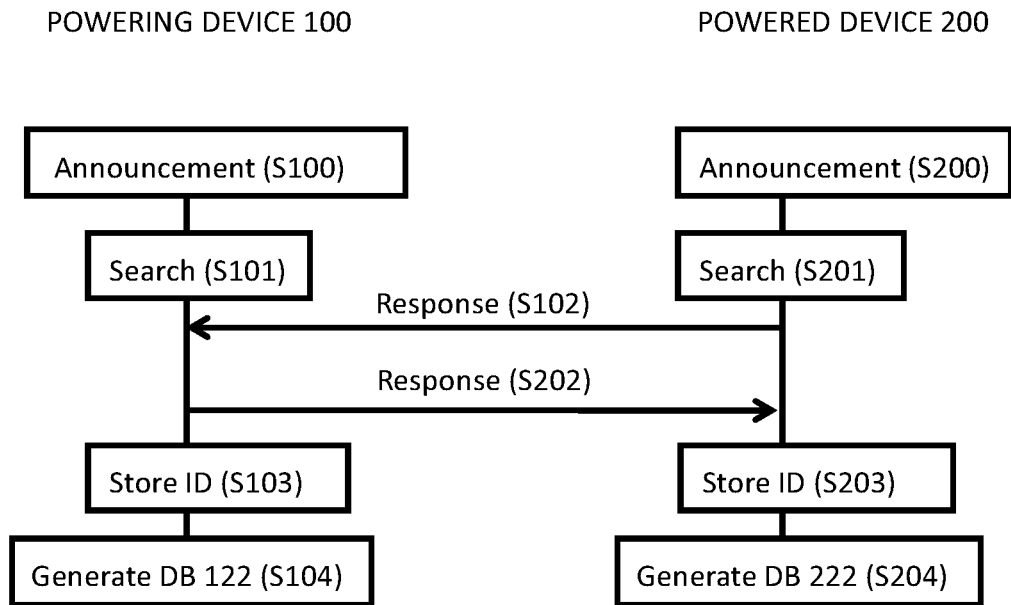 POWERING DEVICE 100
POWERED DEVICE 200
Announcement (S100)
Announcement (S200)
Search (S101)
Search (S201)
Response (S102)
Response (S202)
Store ID (S103)
Store ID (S203)
Generate DB 122 (S104)
Generate DB 222 (S204)